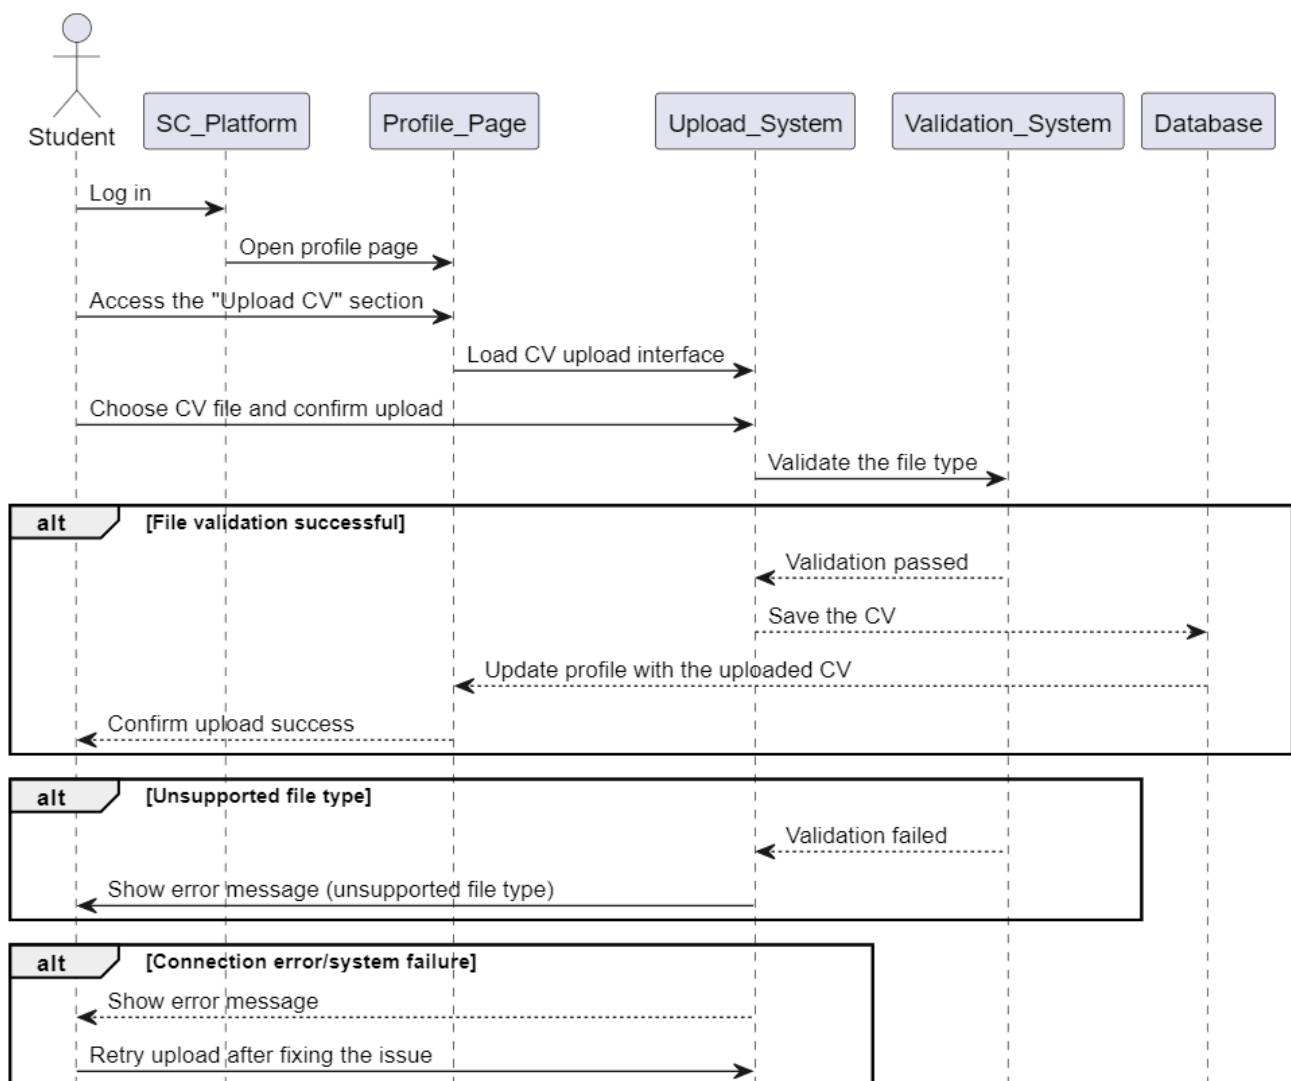 Student
SC_Platform
Profile_Page
Upload_System
Validation_System
Database
Log in
Open profile page
Access the "Upload CV" section
Load CV upload interface
Choose CV file and confirm upload
Validate the file type
alt
[File validation successful]
Validation passed
Save the CV
Update profile with the uploaded CV
Confirm upload success
alt
[Unsupported file type]
Validation failed
Show error message (unsupported file type)
alt
[Connection error/system failure]
Show error message
Retry upload after fixing the issue